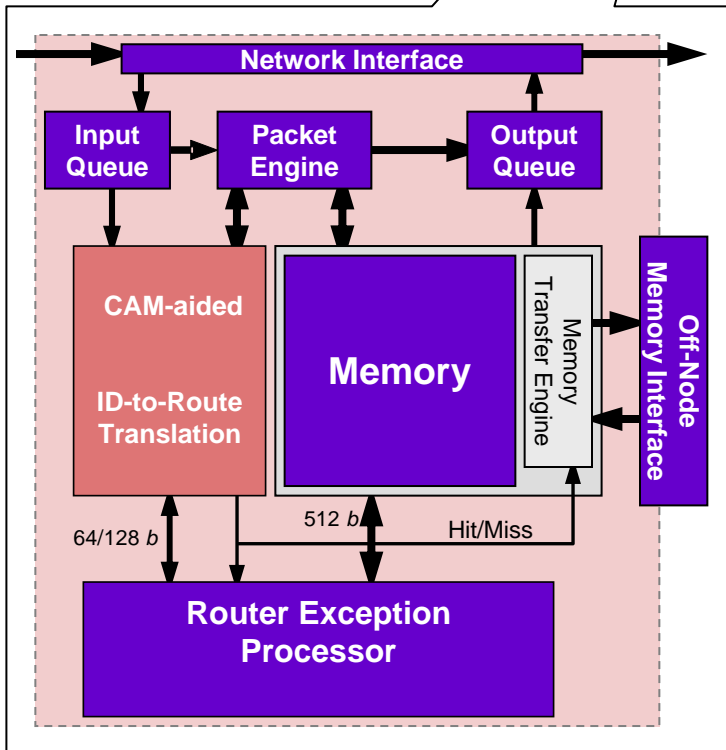 Network Interface
Input
Queue
Packet
Engine
Output
Queue
CAM-aided
ID-to-Route
Translation
Memory
Memory
Transfer Engine
Off-Node
Memory Interface
64/128 b
512 b
Hit/Miss
Router Exception
Processor